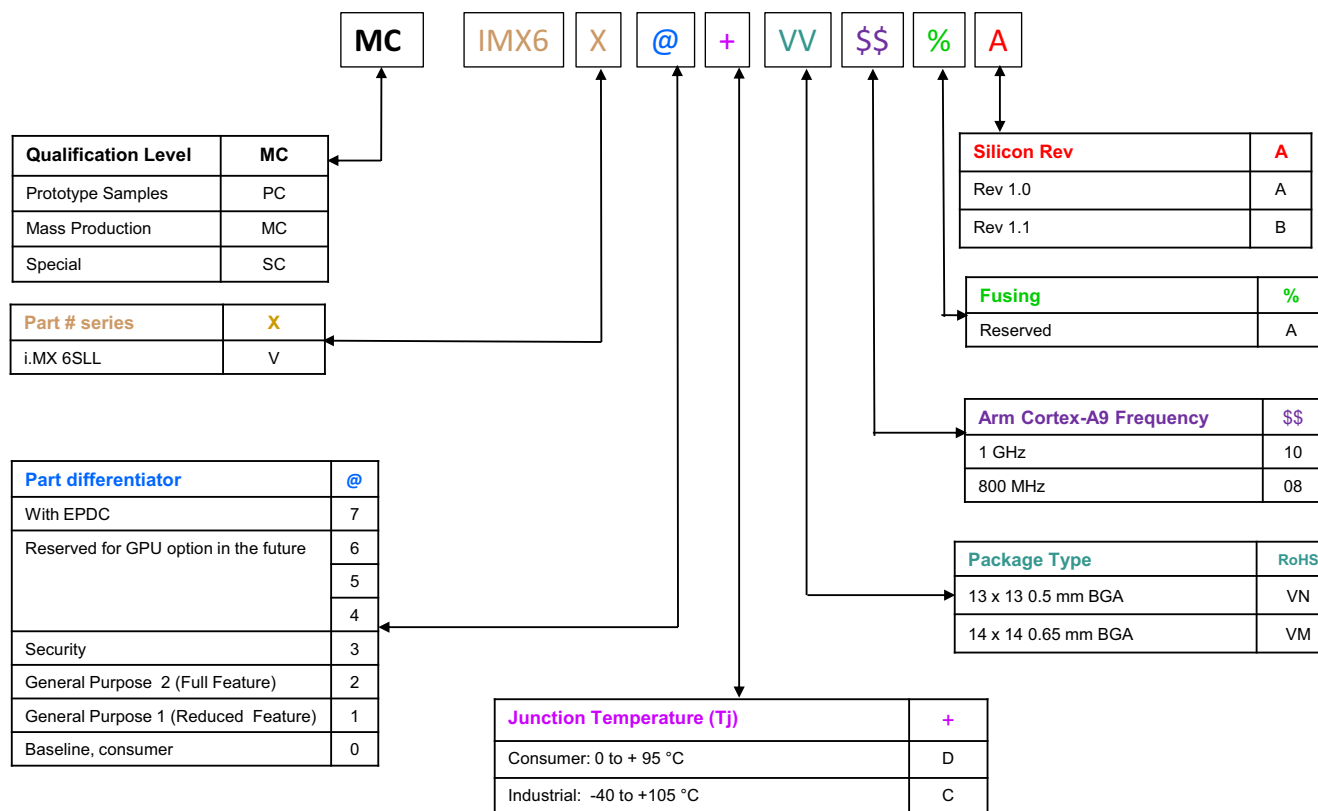 MC IMX6 X @ + VV $$ % A
Qualification Level MC
Prototype Samples PC
Mass Production MC
Special SC
Part # series X
i.MX 6SLL V
Part differentiator @
With EPDC 7
Reserved for GPU option in the future 6
5
4
Security 3
General Purpose 2 (Full Feature) 2
General Purpose 1 (Reduced Feature) 1
Baseline, consumer 0
Junction Temperature (Tj) +
Consumer: 0 to + 95 °C D
Industrial: -40 to +105 °C C
Silicon Rev A
Rev 1.0 A
Rev 1.1 B
Fusing %
Reserved A
Arm Cortex-A9 Frequency $$
1 GHz 10
800 MHz 08
Package Type RoHS
13 x 13 0.5 mm BGA VN
14 x 14 0.65 mm BGA VM